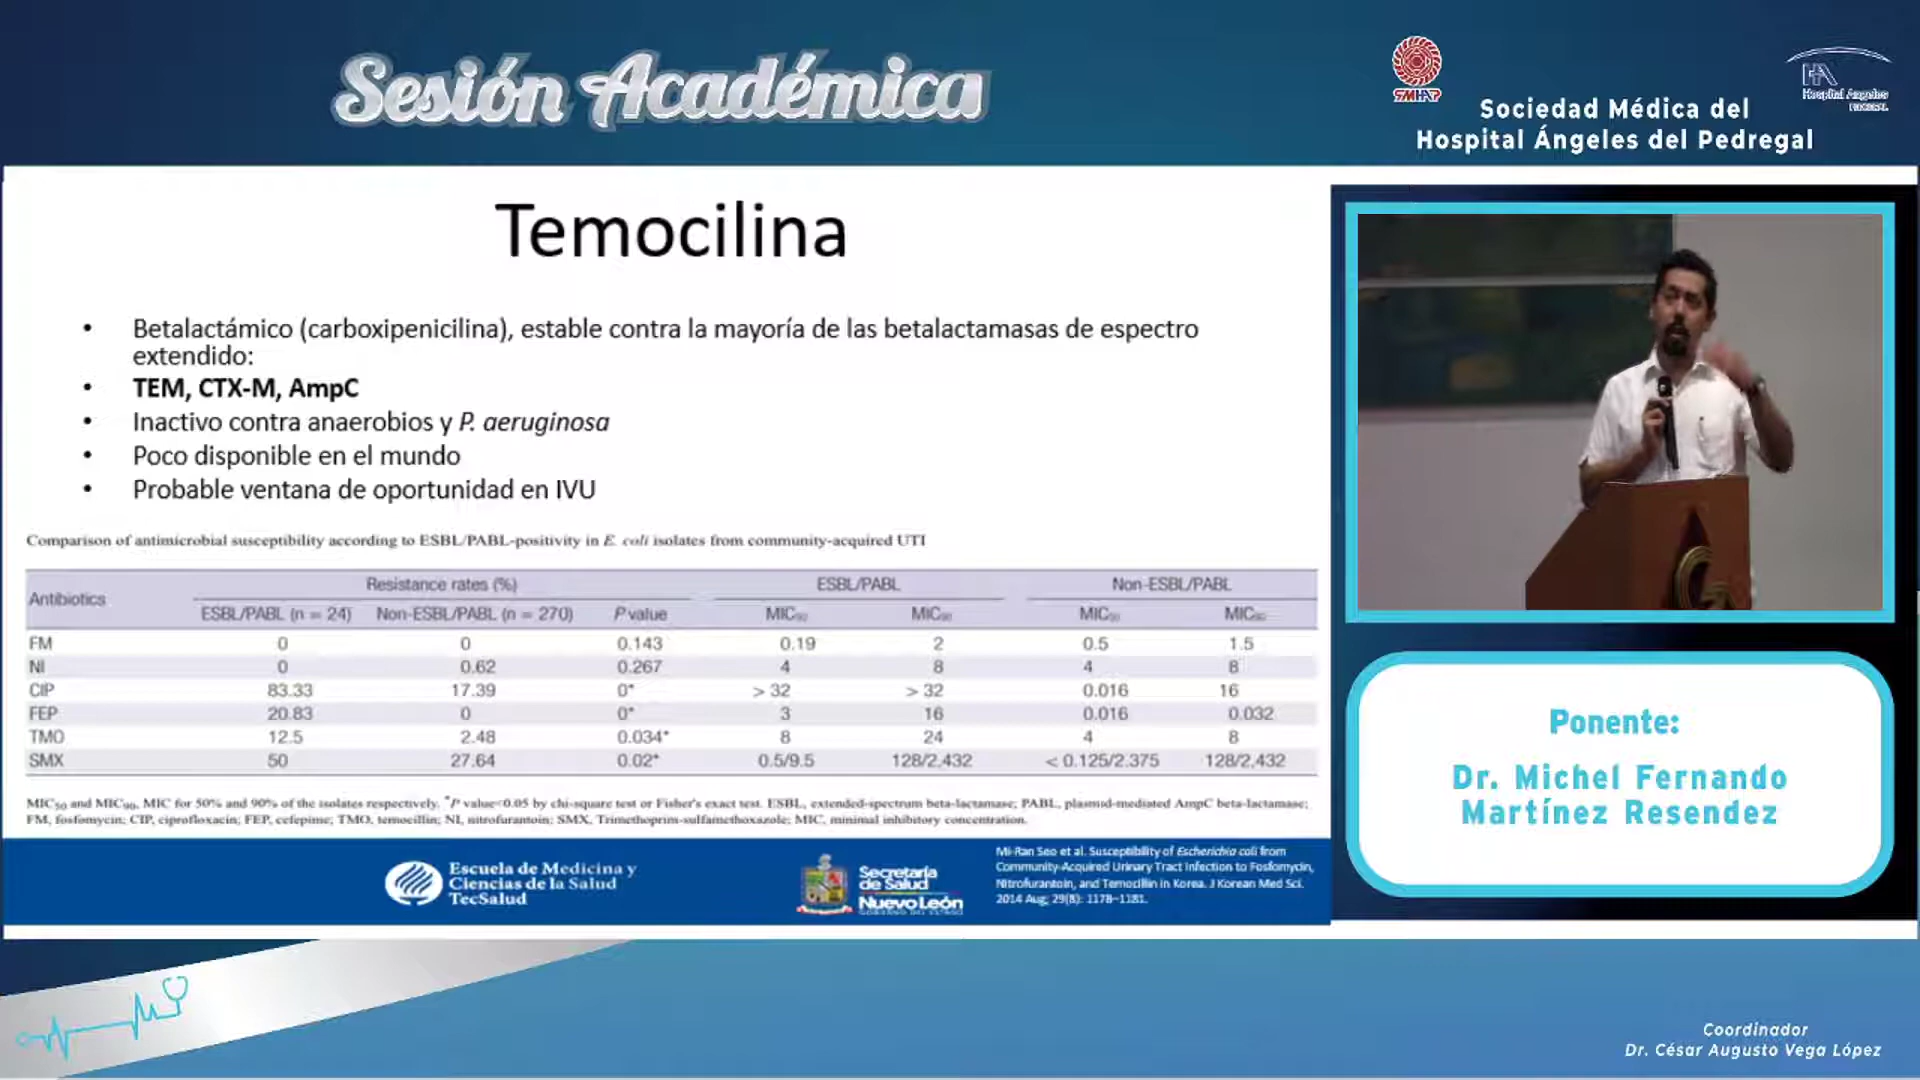 Sesión Académica
SMHAP
Hospital Angeles
PEDREGAL
Sociedad Médica del
Hospital Ángeles del Pedregal
Temocilina
• Betalactámico (carboxipenicilina), estable contra la mayoría de las betalactamasas de espectro
extendido:
• TEM, CTX-M, AmpC
• Inactivo contra anaerobios y P. aeruginosa
• Poco disponible en el mundo
• Probable ventana de oportunidad en IVU
Comparison of antimicrobial susceptibility according to ESBL/PABL-positivity in E. coli isolates from community-acquired UTI
Antibiotics Resistance rates (%) ESBL/PABL Non-ESBL/PABL
ESBL/PABL (n = 24) Non-ESBL/PABL (n = 270) P value MIC50 MIC90 MIC50 MIC90
FM 0 0 0.143 0.19 2 0.5 1.5
NI 0 0.62 0.267 4 8 4 8
CIP 83.33 17.39 0* > 32 > 32 0.016 16
FEP 20.83 0 0* 3 16 0.016 0.032
TMO 12.5 2.48 0.034* 8 24 4 8
SMX 50 27.64 0.02* 0.5/9.5 128/2,432 < 0.125/2.375 128/2,432
MIC50 and MIC90, MIC for 50% and 90% of the isolates respectively. *P value<0.05 by chi-square test or Fisher's exact test. ESBL, extended-spectrum beta-lactamase; PABL, plasmid-mediated AmpC beta-lactamase;
FM, fosfomycin; CIP, ciprofloxacin; FEP, cefepime; TMO, temocillin; NI, nitrofurantoin; SMX, Trimethoprim-sulfamethoxazole; MIC, minimal inhibitory concentration.
Escuela de Medicina y
Ciencias de la Salud
TecSalud
Secretaría
de Salud
Nuevo León
Mi-Ran Seo et al. Susceptibility of Escherichia coli from
Community-Acquired Urinary Tract Infection to Fosfomycin,
Nitrofurantoin, and Temocillin in Korea. J Korean Med Sci.
2014 Aug; 29(8): 1178–1181.
Ponente:
Dr. Michel Fernando
Martínez Resendez
Coordinador
Dr. César Augusto Vega López